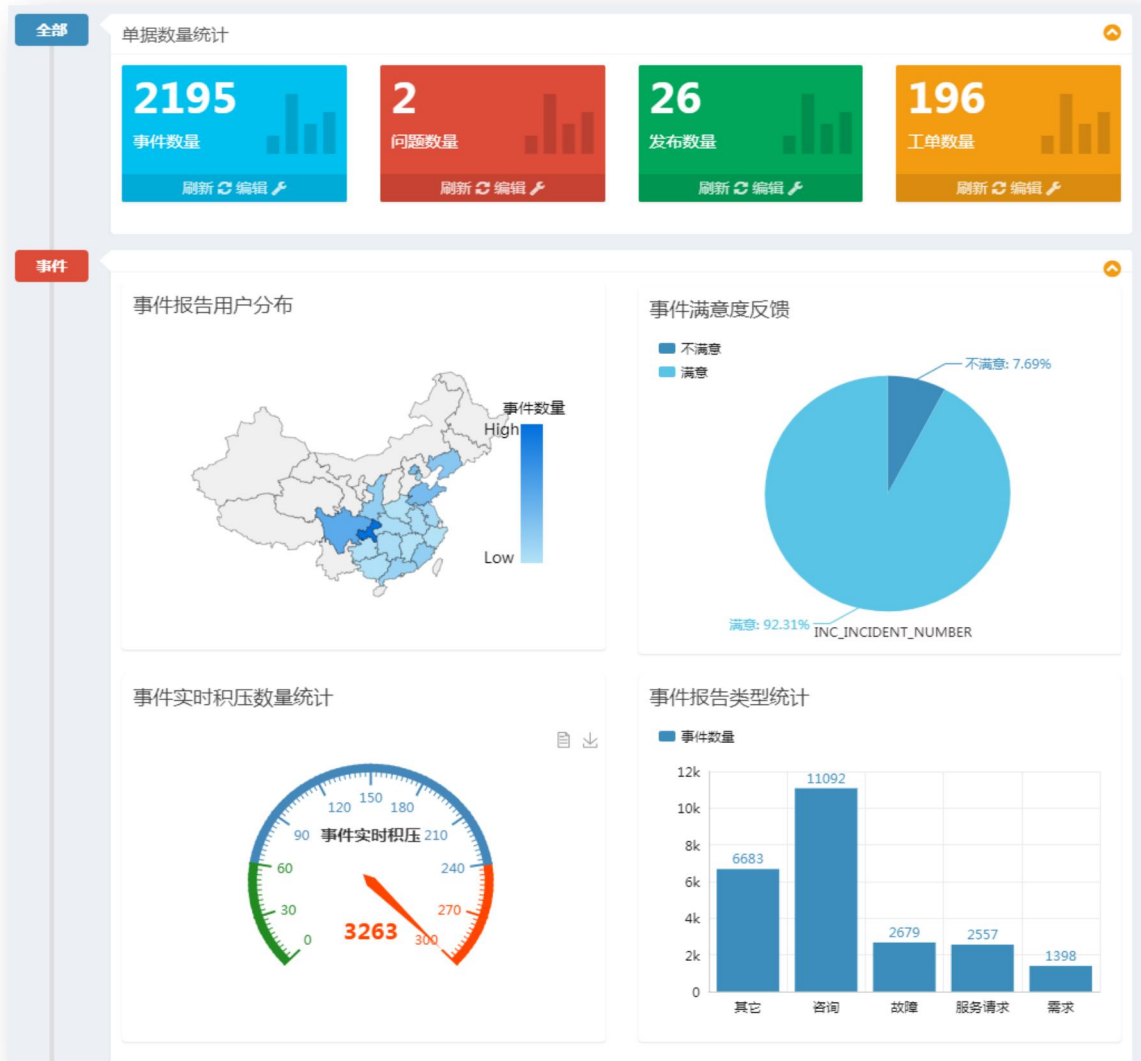 全部
单据数量统计
2195
事件数量
刷新 编辑
2
问题数量
刷新 编辑
26
发布数量
刷新 编辑
196
工单数量
刷新 编辑
事件
事件报告用户分布
事件数量
High
Low
事件满意度反馈
不满意
满意
不满意: 7.69%
满意: 92.31%
INC_INCIDENT_NUMBER
事件实时积压数量统计
0
30
60
90
120
150
180
210
240
270
300
事件实时积压
3263
事件报告类型统计
事件数量
12k
10k
8k
6k
4k
2k
0
6683
11092
2679
2557
1398
其它
咨询
故障
服务请求
需求